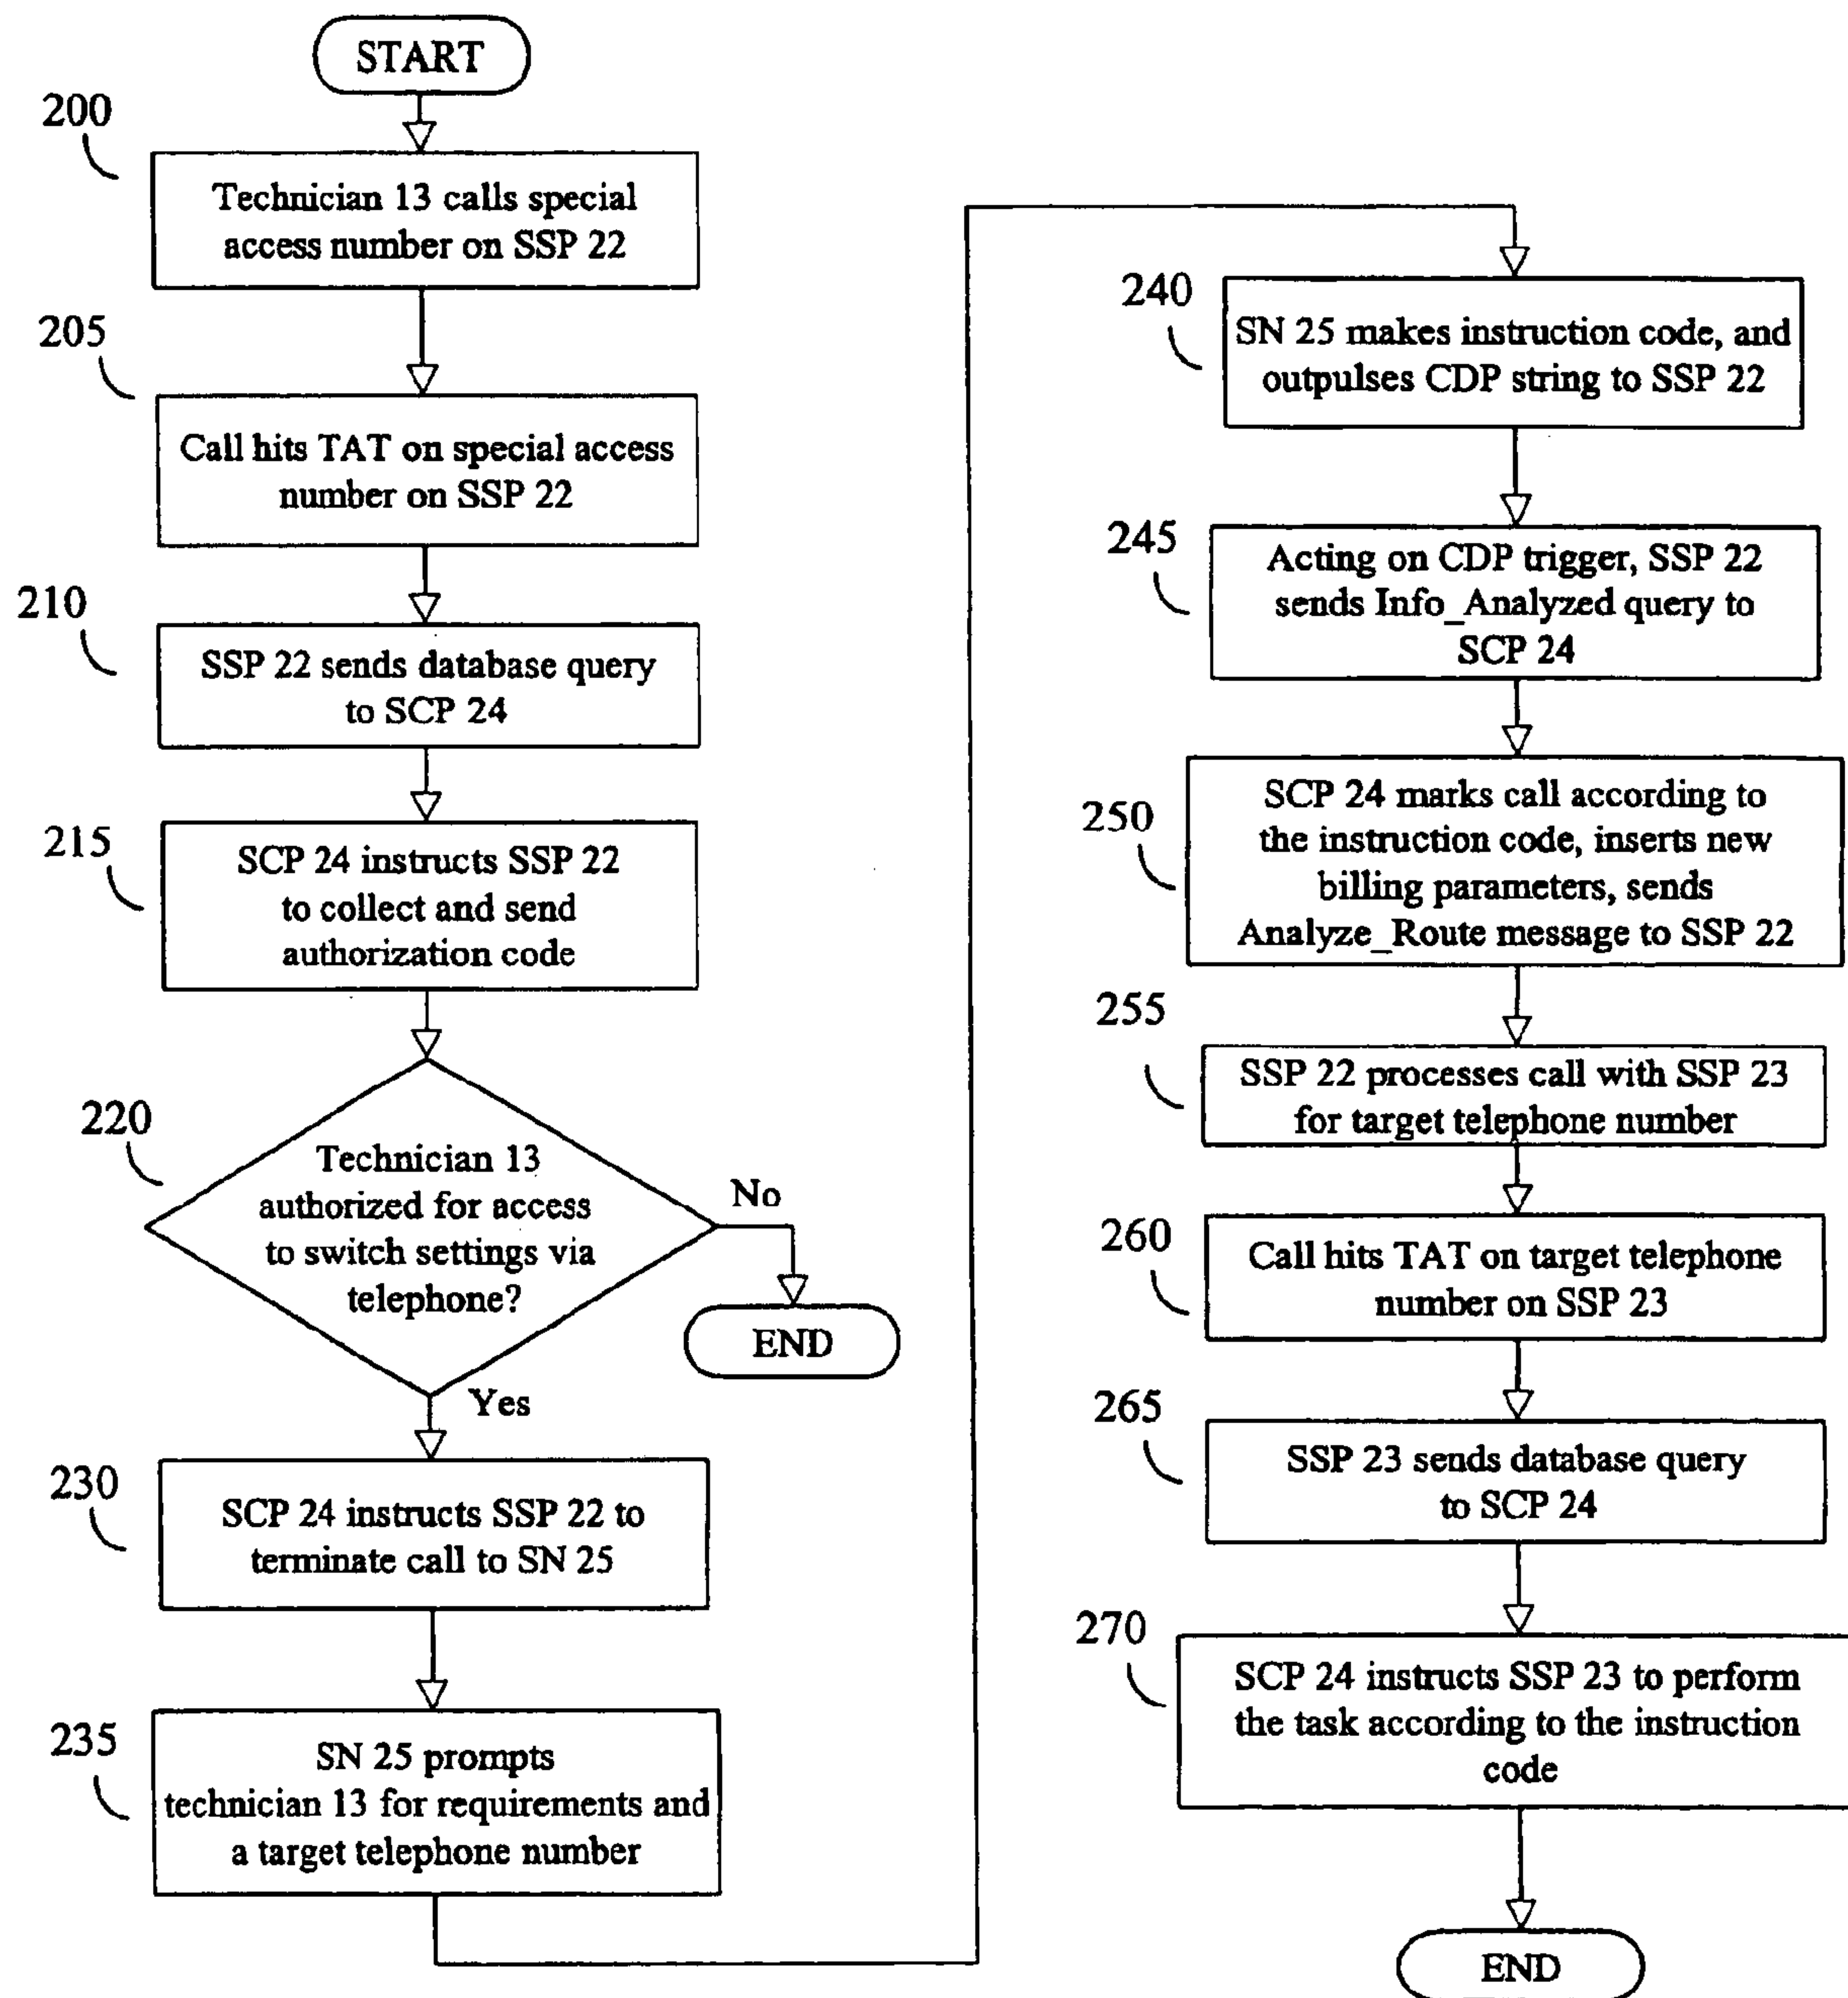 START
200
Technician 13 calls special
access number on SSP 22
205
Call hits TAT on special access
number on SSP 22
210
SSP 22 sends database query
to SCP 24
215
SCP 24 instructs SSP 22
to collect and send
authorization code
220
Technician 13
authorized for access
to switch settings via
telephone?
No
END
Yes
230
SCP 24 instructs SSP 22 to
terminate call to SN 25
235
SN 25 prompts
technician 13 for requirements and
a target telephone number
240
SN 25 makes instruction code, and
outpulses CDP string to SSP 22
245
Acting on CDP trigger, SSP 22
sends Info_Analyzed query to
SCP 24
250
SCP 24 marks call according to
the instruction code, inserts new
billing parameters, sends
Analyze_Route message to SSP 22
255
SSP 22 processes call with SSP 23
for target telephone number
260
Call hits TAT on target telephone
number on SSP 23
265
SSP 23 sends database query
to SCP 24
270
SCP 24 instructs SSP 23 to perform
the task according to the instruction
code
END